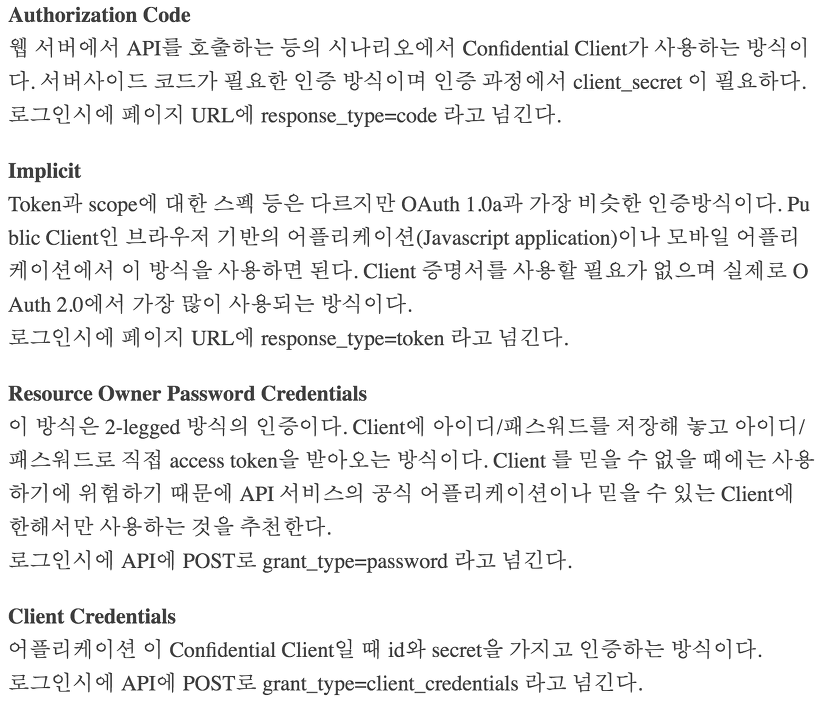 Authorization Code
웹 서버에서 API를 호출하는 등의 시나리오에서 Confidential Client가 사용하는 방식이
다. 서버사이드 코드가 필요한 인증 방식이며 인증 과정에서 client_secret 이 필요하다.
로그인시에 페이지 URL에 response_type=code 라고 넘긴다.
Implicit
Token과 scope에 대한 스펙 등은 다르지만 OAuth 1.0a과 가장 비슷한 인증방식이다. Pu
blic Client인 브라우저 기반의 어플리케이션(Javascript application)이나 모바일 어플리
케이션에서 이 방식을 사용하면 된다. Client 증명서를 사용할 필요가 없으며 실제로 O
Auth 2.0에서 가장 많이 사용되는 방식이다.
로그인시에 페이지 URL에 response_type=token 라고 넘긴다.
Resource Owner Password Credentials
이 방식은 2-legged 방식의 인증이다. Client에 아이디/패스워드를 저장해 놓고 아이디/
패스워드로 직접 access token을 받아오는 방식이다. Client 를 믿을 수 없을 때에는 사용
하기에 위험하기 때문에 API 서비스의 공식 어플리케이션이나 믿을 수 있는 Client에
한해서만 사용하는 것을 추천한다.
로그인시에 API에 POST로 grant_type=password 라고 넘긴다.
Client Credentials
어플리케이션 이 Confidential Client일 때 id와 secret을 가지고 인증하는 방식이다.
로그인시에 API에 POST로 grant_type=client_credentials 라고 넘긴다.